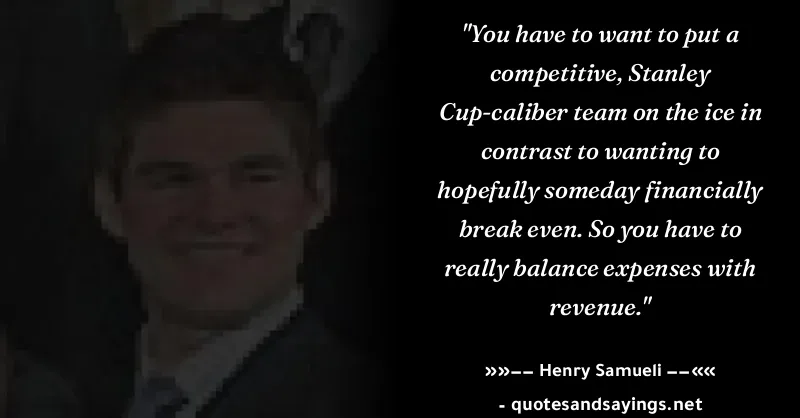 "You have to want to put a
competitive, Stanley
Cup-caliber team on the ice in
contrast to wanting to
hopefully someday financially
break even. So you have to
really balance expenses with
revenue."
»»-- Henry Samueli --««
- quotesandsayings.net